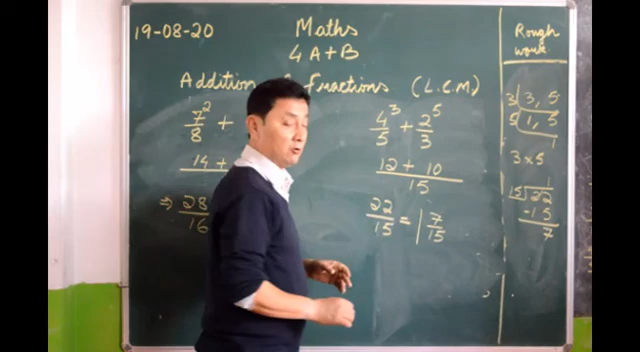 19-08-20
Maths
4 A+B
Addition fractions (L.C.M)
7/8 ² +
14 +
⇒ 28/16
4/5 ³ + 2/3 ⁵
12 + 10
15
22/15 = 1 7/15
Rough
work
3 | 3, 5
5 | 1, 5
1
3×5
1
15 √22
-15
7